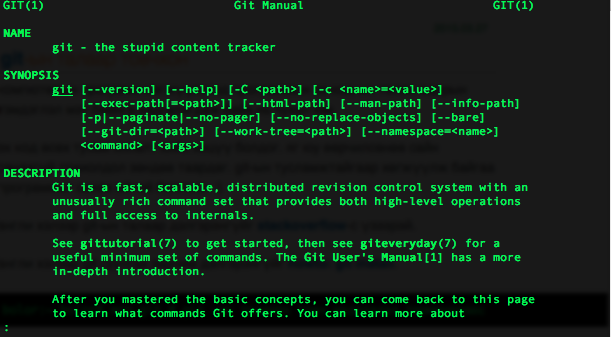 GIT(1) Git Manual GIT(1)
NAME
git - the stupid content tracker
SYNOPSIS
git [--version] [--help] [-C <path>] [-c <name>=<value>]
[--exec-path[=<path>]] [--html-path] [--man-path] [--info-path]
[-p|--paginate|--no-pager] [--no-replace-objects] [--bare]
[--git-dir=<path>] [--work-tree=<path>] [--namespace=<name>]
<command> [<args>]
DESCRIPTION
Git is a fast, scalable, distributed revision control system with an
unusually rich command set that provides both high-level operations
and full access to internals.
See gittutorial(7) to get started, then see giteveryday(7) for a
useful minimum set of commands. The Git User's Manual[1] has a more
in-depth introduction.
After you mastered the basic concepts, you can come back to this page
to learn what commands Git offers. You can learn more about
: